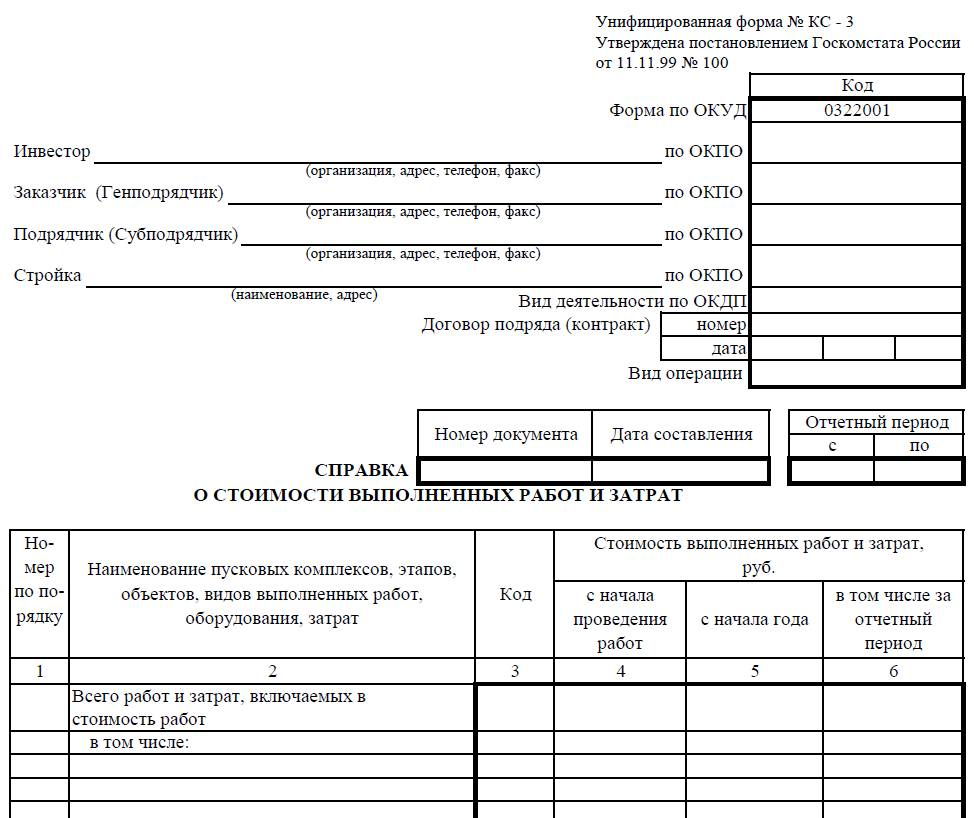 Унифицированная форма № КС - 3
Утверждена постановлением Госкомстата России
от 11.11.99 № 100
Код
Форма по ОКУД 0322001
Инвестор по ОКПО
(организация, адрес, телефон, факс)
Заказчик (Генподрядчик) по ОКПО
(организация, адрес, телефон, факс)
Подрядчик (Субподрядчик) по ОКПО
(организация, адрес, телефон, факс)
Стройка по ОКПО
(наименование, адрес)
Вид деятельности по ОКДП
Договор подряда (контракт) номер
дата
Вид операции
Номер документа Дата составления Отчетный период
с по
СПРАВКА
О СТОИМОСТИ ВЫПОЛНЕННЫХ РАБОТ И ЗАТРАТ
Но-
мер
по по-
рядку
Наименование пусковых комплексов, этапов,
объектов, видов выполненных работ,
оборудования, затрат
Код
Стоимость выполненных работ и затрат,
руб.
с начала
проведения
работ
с начала года
в том числе за
отчетный
период
1 2 3 4 5 6
Всего работ и затрат, включаемых в
стоимость работ
в том числе: